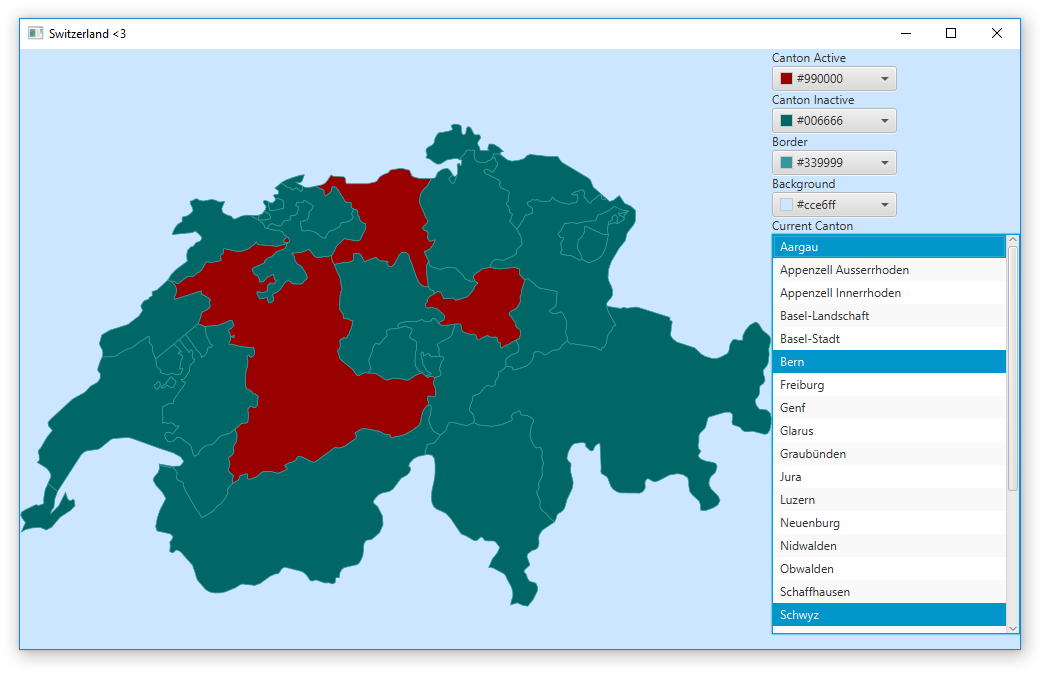 Switzerland <3
Canton Active
#990000
Canton Inactive
#006666
Border
#339999
Background
#cce6ff
Current Canton
Aargau
Appenzell Ausserrhoden
Appenzell Innerrhoden
Basel-Landschaft
Basel-Stadt
Bern
Freiburg
Genf
Glarus
Graubünden
Jura
Luzern
Neuenburg
Nidwalden
Obwalden
Schaffhausen
Schwyz